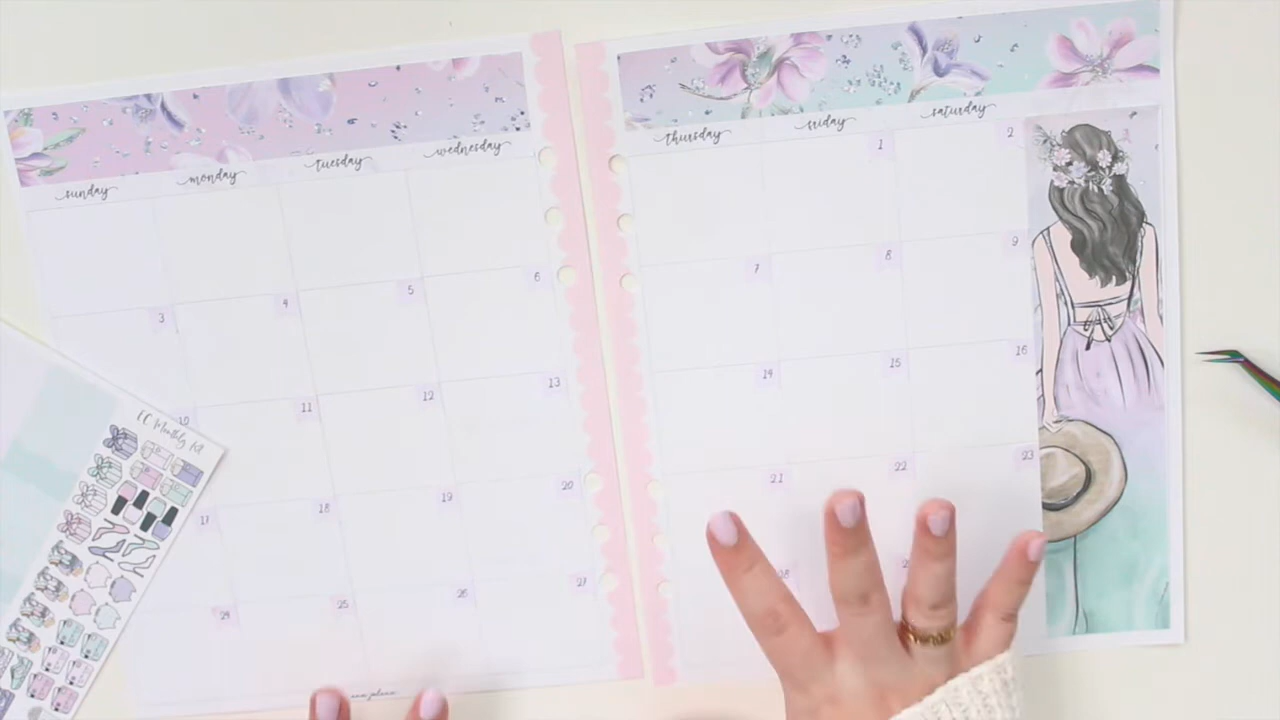 sunday monday tuesday wednesday
3 4 5 6
10 11 12 13
17 18 19 20
24 25 26 27
thursday friday saturday
1 2
7 8 9
14 15 16
21 22 23
28
EC Monthly Kit